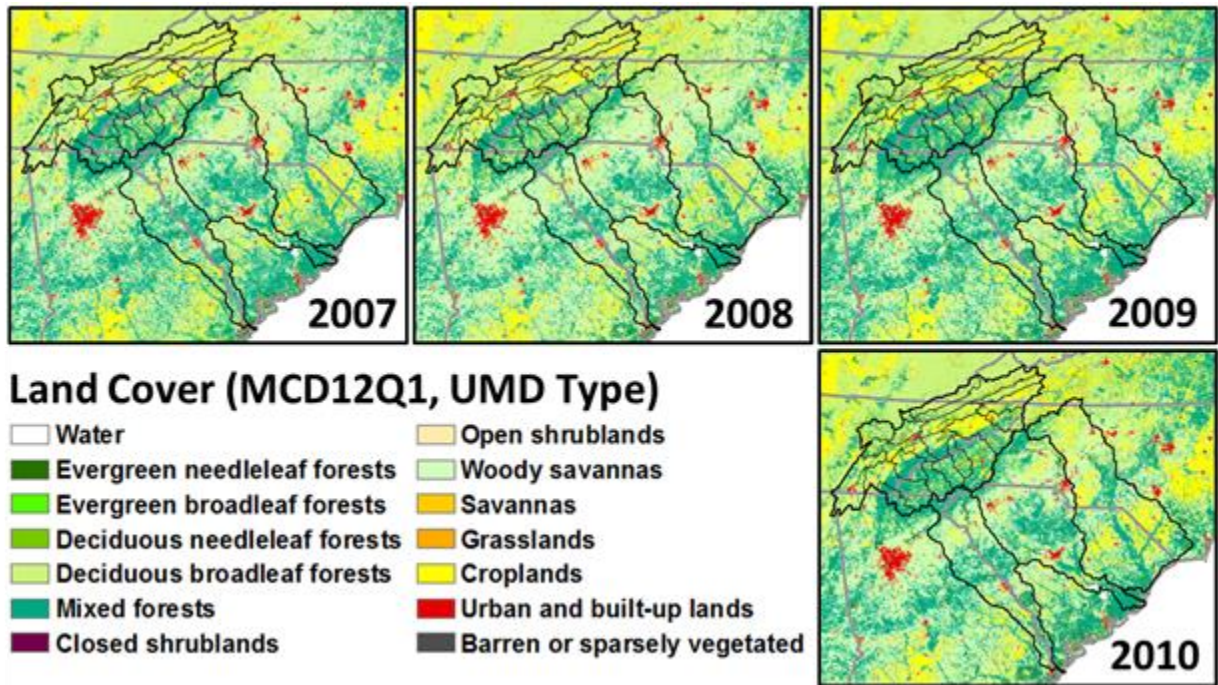 2007
2008
2009
Land Cover (MCD12Q1, UMD Type)
Water
Evergreen needleleaf forests
Evergreen broadleaf forests
Deciduous needleleaf forests
Deciduous broadleaf forests
Mixed forests
Closed shrublands
Open shrublands
Woody savannas
Savannas
Grasslands
Croplands
Urban and built-up lands
Barren or sparsely vegetated
2010